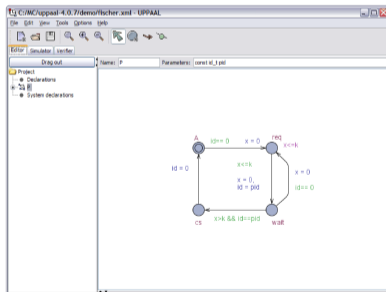 C:/MC/uppaal-4.0.7/demo/fischer.xml - UPPAAL
File Edit View Tools Options Help
Editor Simulator Verifier
Drag out
Name: P Parameters: const id_t pid
Project
Declarations
P
System declarations
A id== 0 x = 0 req
x<=k
id = 0 x<=k x = 0
x = 0,
id = pid id== 0
cs x>k && id==pid wait